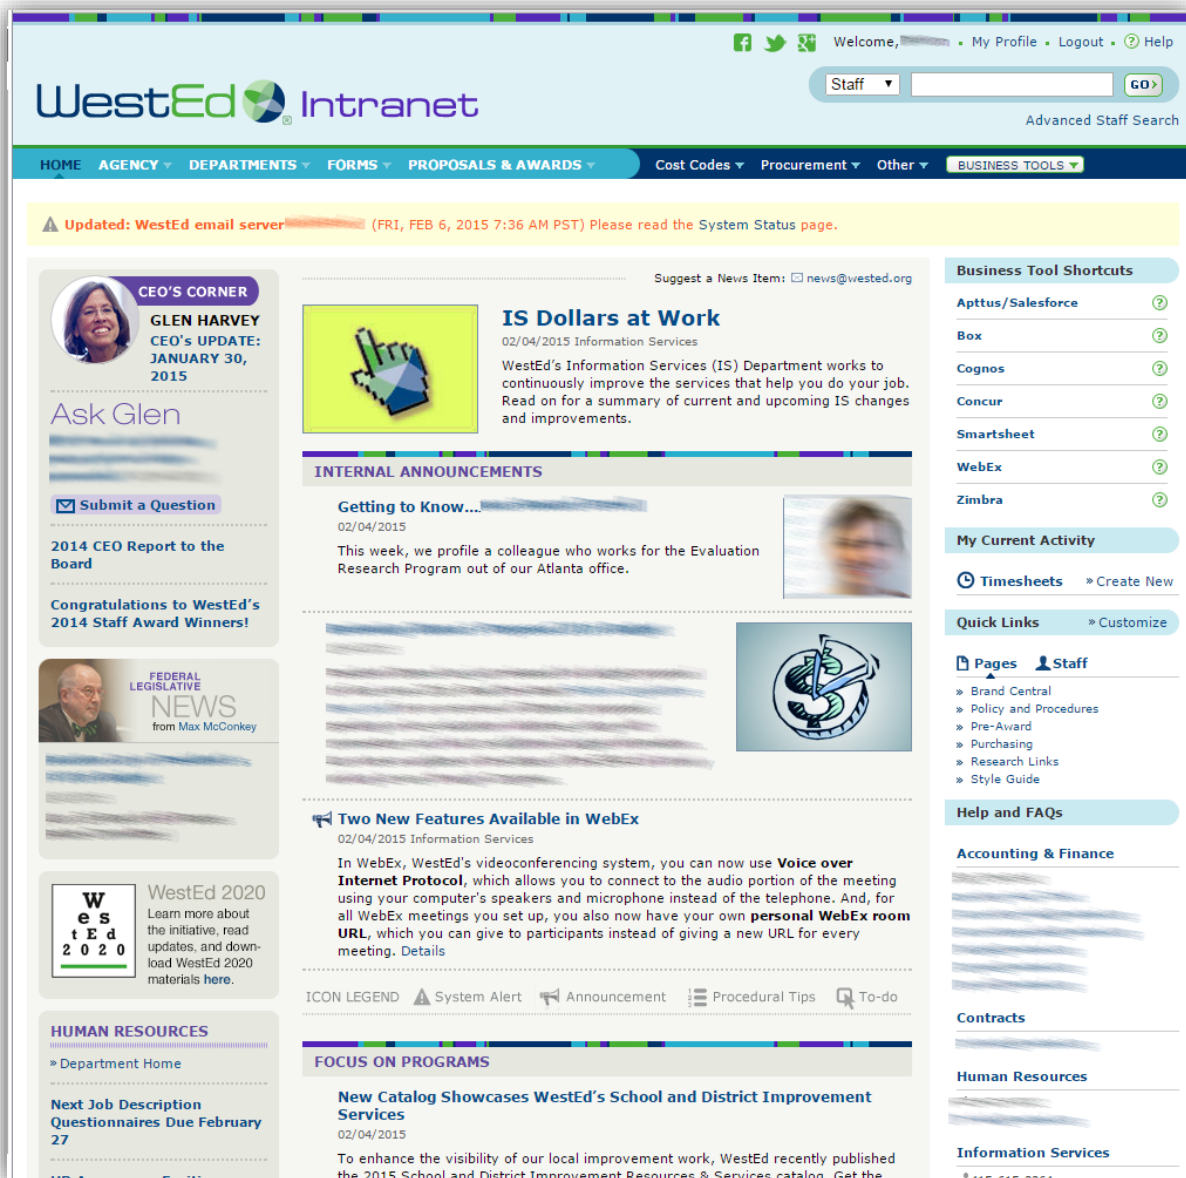 Welcome,
My Profile
Logout
? Help
WestEd® Intranet
Staff
GO
Advanced Staff Search
HOME AGENCY DEPARTMENTS FORMS PROPOSALS & AWARDS Cost Codes Procurement Other BUSINESS TOOLS
Updated: WestEd email server (FRI, FEB 6, 2015 7:36 AM PST) Please read the System Status page.
CEO'S CORNER
GLEN HARVEY
CEO's UPDATE:
JANUARY 30,
2015
Ask Glen
Submit a Question
2014 CEO Report to the
Board
Congratulations to WestEd's
2014 Staff Award Winners!
FEDERAL
LEGISLATIVE
NEWS
from Max McConkey
W
e s
t E d
2 0 2 0
WestEd 2020
Learn more about
the initiative, read
updates, and down-
load WestEd 2020
materials here.
HUMAN RESOURCES
» Department Home
Next Job Description
Questionnaires Due February
27
Suggest a News Item: news@wested.org
IS Dollars at Work
02/04/2015 Information Services
WestEd's Information Services (IS) Department works to
continuously improve the services that help you do your job.
Read on for a summary of current and upcoming IS changes
and improvements.
INTERNAL ANNOUNCEMENTS
Getting to Know...
02/04/2015
This week, we profile a colleague who works for the Evaluation
Research Program out of our Atlanta office.
Two New Features Available in WebEx
02/04/2015 Information Services
In WebEx, WestEd's videoconferencing system, you can now use Voice over
Internet Protocol, which allows you to connect to the audio portion of the meeting
using your computer's speakers and microphone instead of the telephone. And, for
all WebEx meetings you set up, you also now have your own personal WebEx room
URL, which you can give to participants instead of giving a new URL for every
meeting. Details
ICON LEGEND System Alert Announcement Procedural Tips To-do
FOCUS ON PROGRAMS
New Catalog Showcases WestEd's School and District Improvement
Services
02/04/2015
To enhance the visibility of our local improvement work, WestEd recently published
the 2015 School and District Improvement Resources & Services catalog. Get the
Business Tool Shortcuts
Apttus/Salesforce ?
Box ?
Cognos ?
Concur ?
Smartsheet ?
WebEx ?
Zimbra ?
My Current Activity
Timesheets » Create New
Quick Links » Customize
Pages Staff
» Brand Central
» Policy and Procedures
» Pre-Award
» Purchasing
» Research Links
» Style Guide
Help and FAQs
Accounting & Finance
Contracts
Human Resources
Information Services